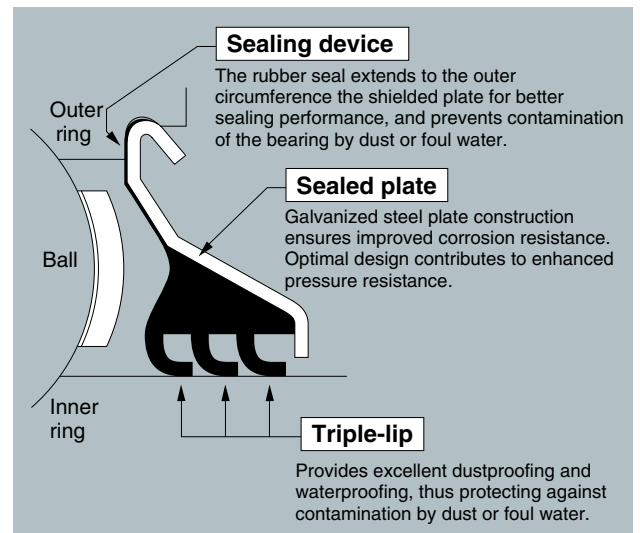 Sealing device
The rubber seal extends to the outer
circumference the shielded plate for better
sealing performance, and prevents contamination
of the bearing by dust or foul water.
Outer
ring
Sealed plate
Galvanized steel plate construction
ensures improved corrosion resistance.
Optimal design contributes to enhanced
pressure resistance.
Ball
Inner
ring
Triple-lip
Provides excellent dustproofing and
waterproofing, thus protecting against
contamination by dust or foul water.